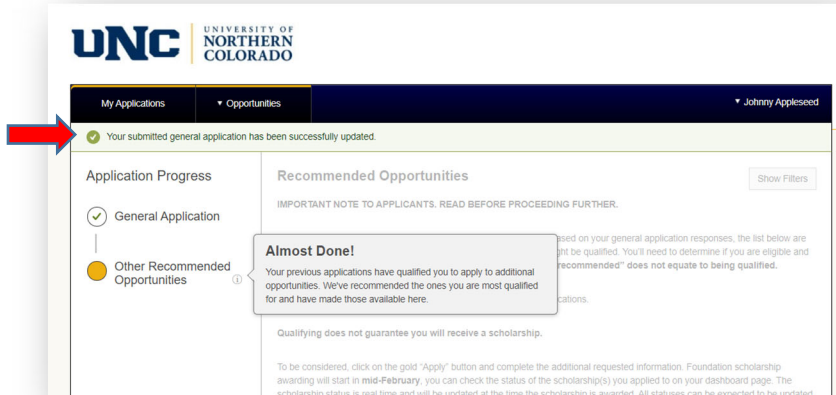 UNC
UNIVERSITY OF
NORTHERN
COLORADO
My Applications
▾ Opportunities
▾ Johnny Appleseed
Your submitted general application has been successfully updated.
Application Progress
General Application
Other Recommended
Opportunities
Recommended Opportunities
Show Filters
IMPORTANT NOTE TO APPLICANTS. READ BEFORE PROCEEDING FURTHER.
ased on your general application responses, the list below are
ght be qualified. You'll need to determine if you are eligible and
recommended" does not equate to being qualified.
cations.
Almost Done!
Your previous applications have qualified you to apply to additional
opportunities. We've recommended the ones you are most qualified
for and have made those available here.
Qualifying does not guarantee you will receive a scholarship.
To be considered, click on the gold "Apply" button and complete the additional requested information. Foundation scholarship
awarding will start in mid-February, you can check the status of the scholarship(s) you applied to on your dashboard page. The
scholarship status is real time and will be updated at the time the scholarship is awarded. All statuses can be expected to be updated